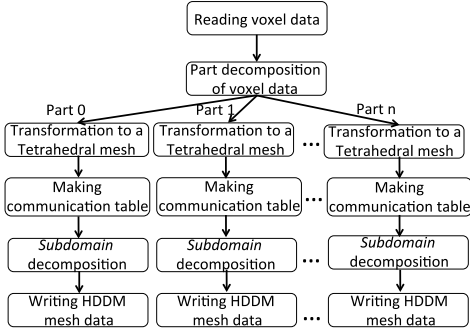 Reading voxel data
Part decomposition
of voxel data
Part 0
Part 1
Part n
Transformation to a
Tetrahedral mesh
Transformation to a
Tetrahedral mesh
...
Transformation to a
Tetrahedral mesh
Making
communication table
Making
communication table
...
Making
communication table
Subdomain
decomposition
Subdomain
decomposition
...
Subdomain
decomposition
Writing HDDM
mesh data
Writing HDDM
mesh data
...
Writing HDDM
mesh data